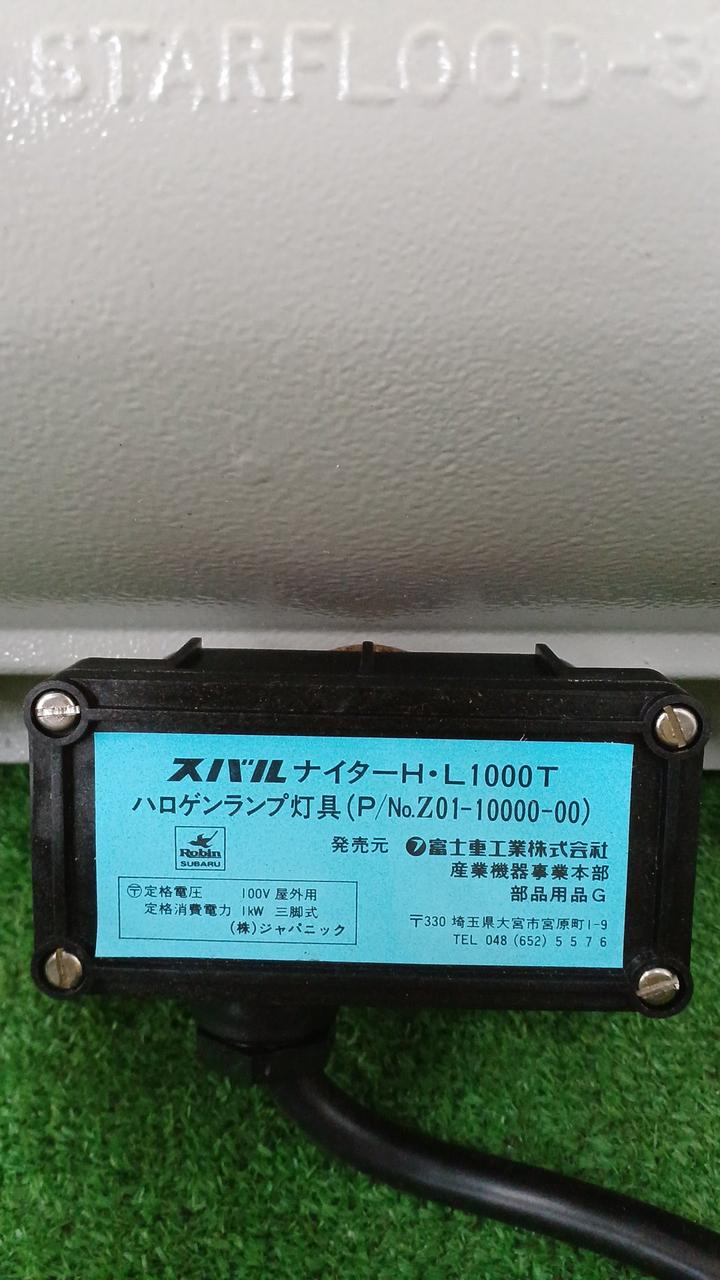 STARFLOOD-3
スバル ナイターH・L1000T
ハロゲンランプ灯具(P/No.Z01-10000-00)
Robin
SUBARU
発売元 富士重工業株式会社
産業機器事業本部
部品用品G
〒定格電圧 100V 屋外用
定格消費電力 1kW 三脚式
(株)ジャパニック
〒330 埼玉県大宮市宮原町1-9
TEL 048 (652) 5576